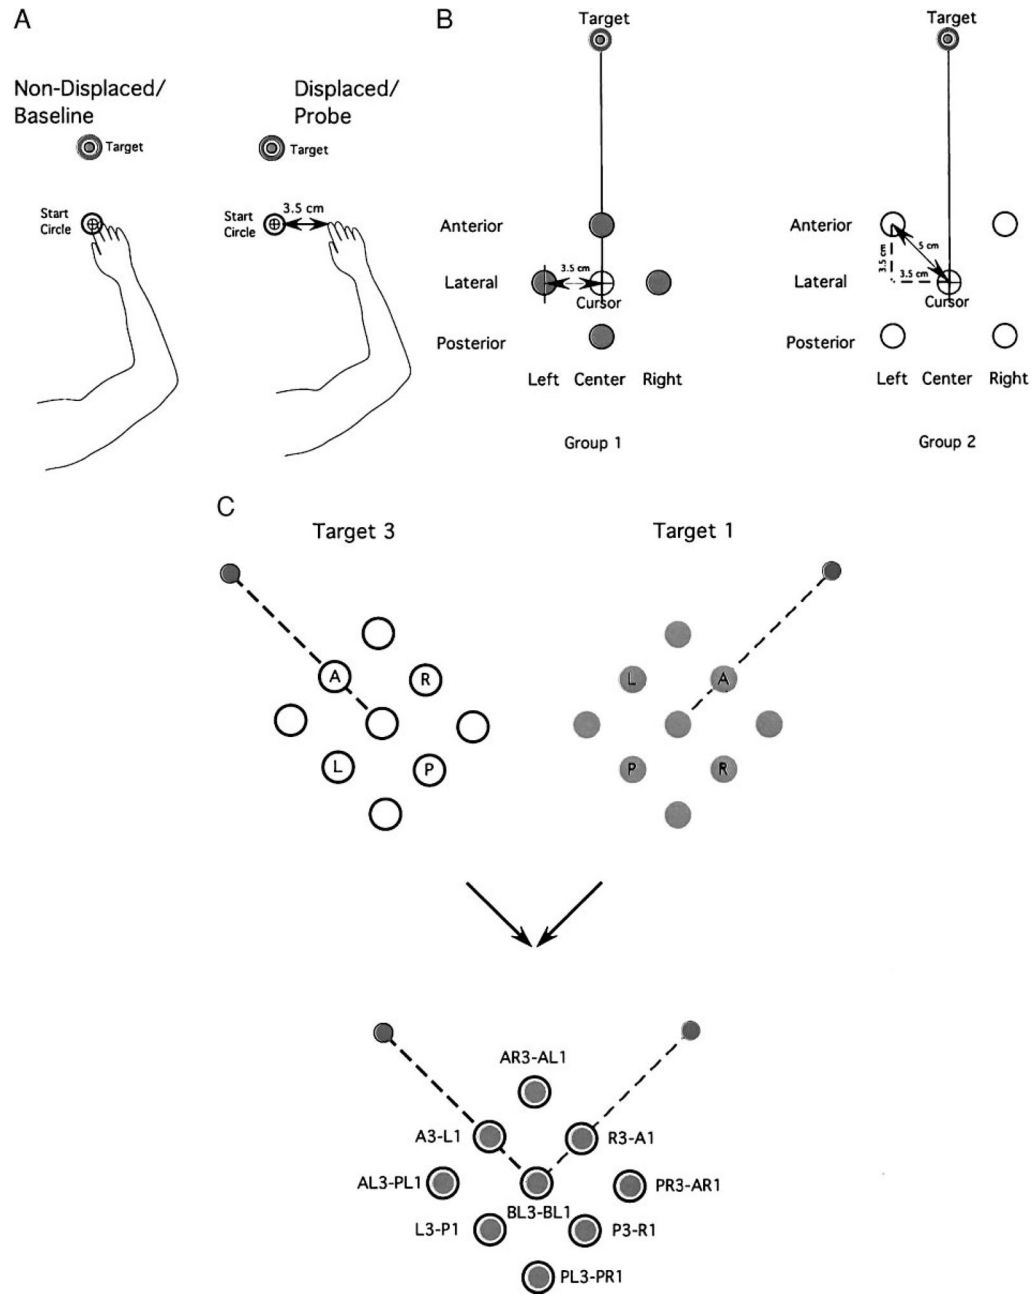 A
Non-Displaced/
Baseline
Target
Start
Circle
Displaced/
Probe
Target
3.5 cm
Start
Circle
B
Target
Anterior
3.5 cm
Lateral
Cursor
Posterior
Left Center Right
Group 1
Target
Anterior
5 cm
3.5 cm
3.5 cm
Lateral
Cursor
Posterior
Left Center Right
Group 2
C
Target 3
A R
L P
Target 1
L A
P R
AR3-AL1
A3-L1 R3-A1
AL3-PL1 PR3-AR1
BL3-BL1
L3-P1 P3-R1
PL3-PR1